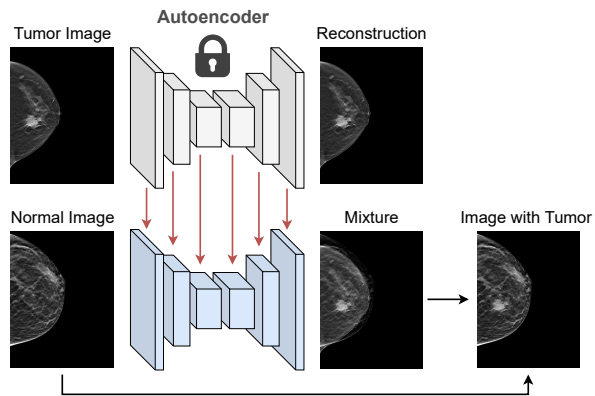 Autoencoder
Tumor Image
Reconstruction
Normal Image
Mixture
Image with Tumor